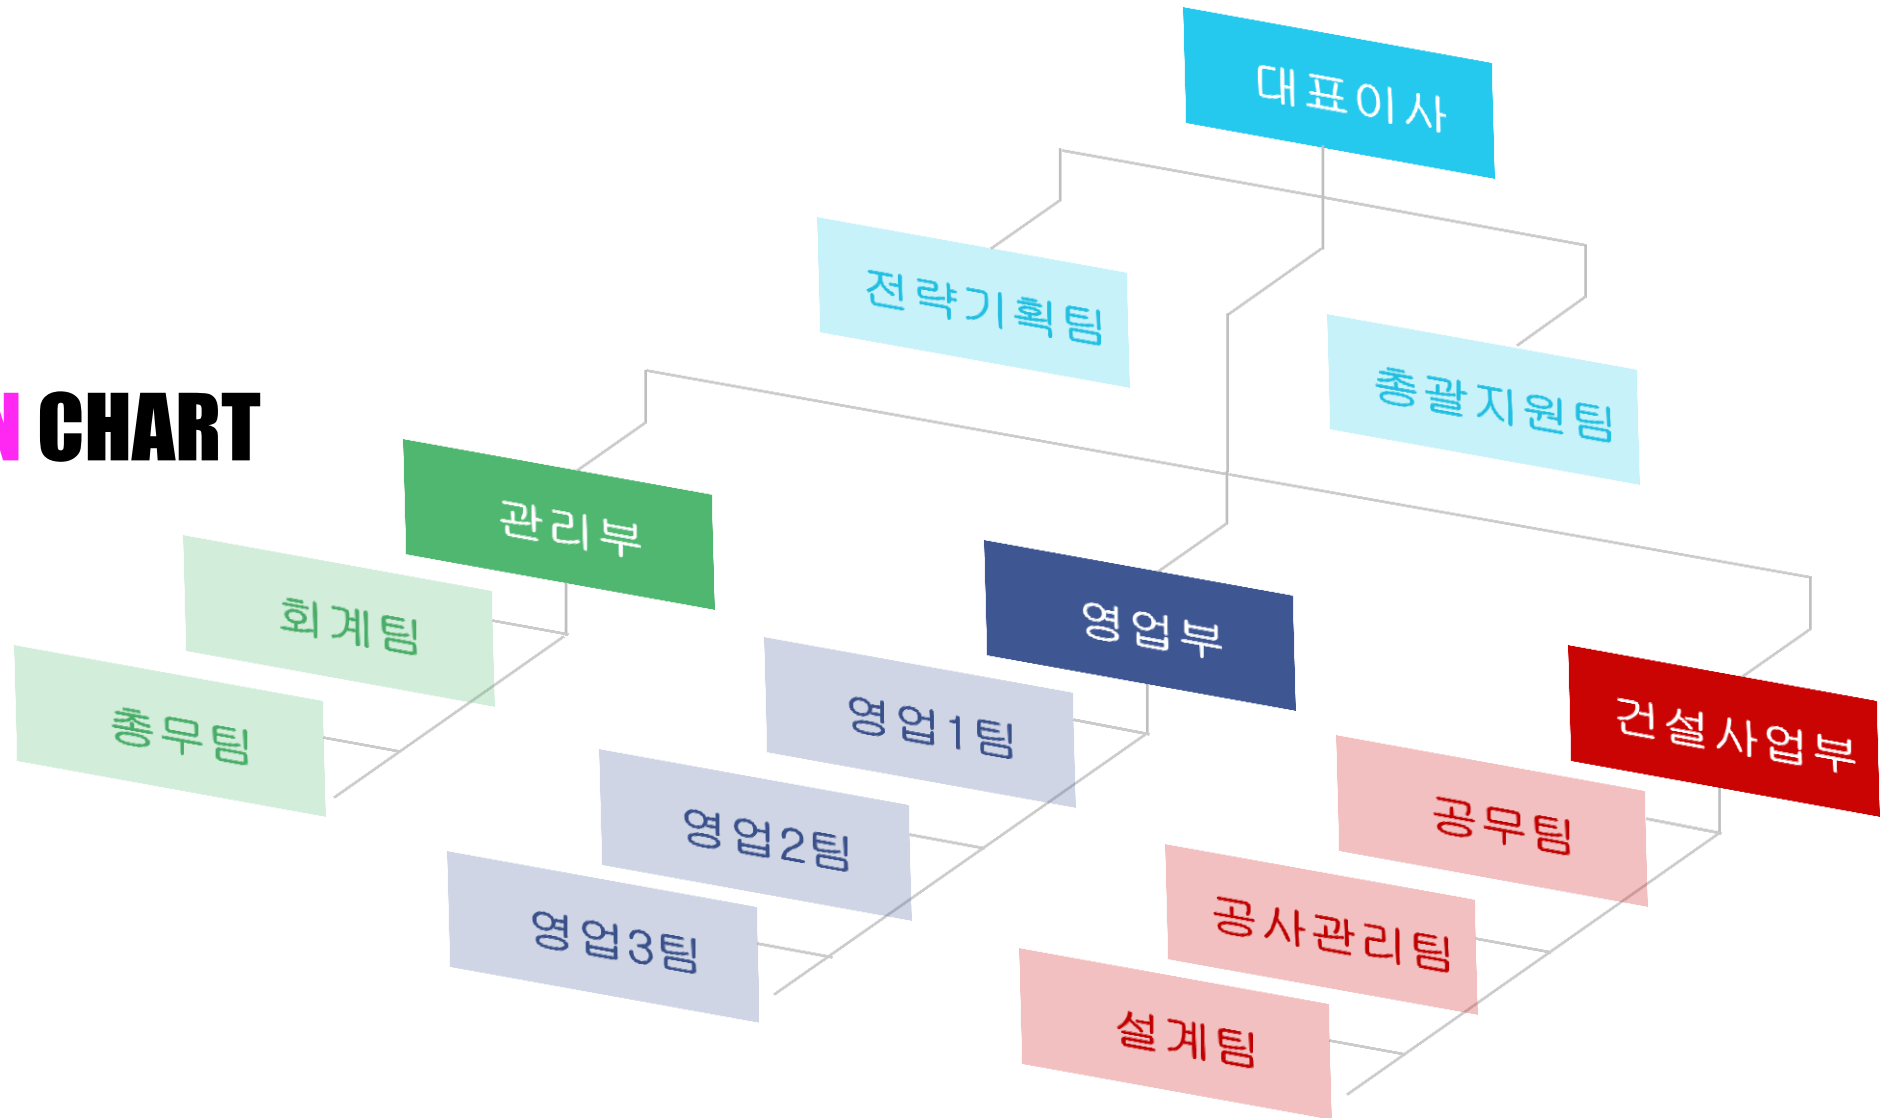 대표이사
전략기획팀
총괄지원팀
N CHART
관리부
회계팀
총무팀
영업부
영업1팀
영업2팀
영업3팀
건설사업부
공무팀
공사관리팀
설계팀